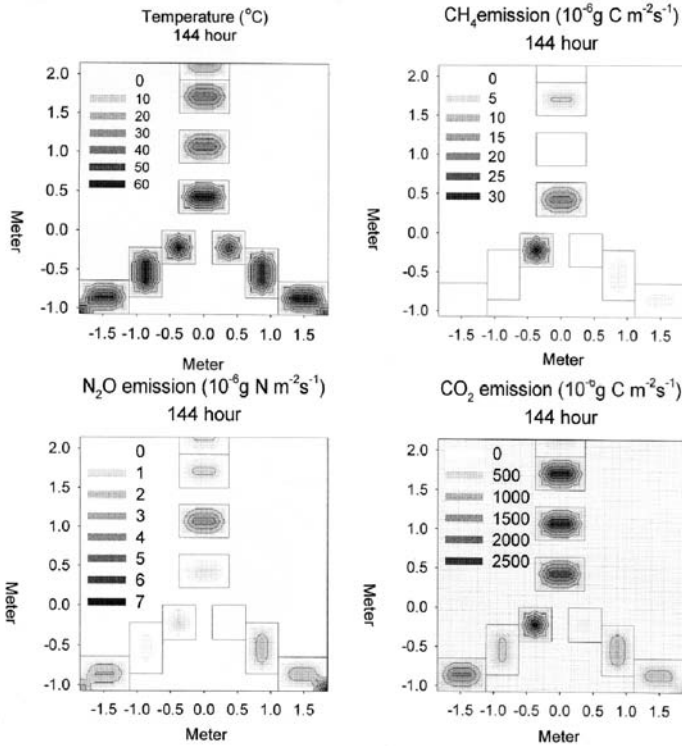 Temperature (°C)
144 hour
2.0
1.5
1.0
0.5
0.0
-0.5
-1.0
Meter
0
10
20
30
40
50
60
-1.5 -1.0 -0.5 0.0 0.5 1.0 1.5
Meter
CH₄emission (10⁻⁶g C m⁻²s⁻¹)
144 hour
2.0
1.5
1.0
0.5
0.0
-0.5
-1.0
Meter
0
5
10
15
20
25
30
-1.5 -1.0 -0.5 0.0 0.5 1.0 1.5
Meter
N₂O emission (10⁻⁶g N m⁻²s⁻¹)
144 hour
2.0
1.5
1.0
0.5
0.0
-0.5
-1.0
Meter
0
1
2
3
4
5
6
7
-1.5 -1.0 -0.5 0.0 0.5 1.0 1.5
Meter
CO₂ emission (10⁻⁶g C m⁻²s⁻¹)
144 hour
2.0
1.5
1.0
0.5
0.0
-0.5
-1.0
Meter
0
500
1000
1500
2000
2500
-1.5 -1.0 -0.5 0.0 0.5 1.0 1.5
Meter